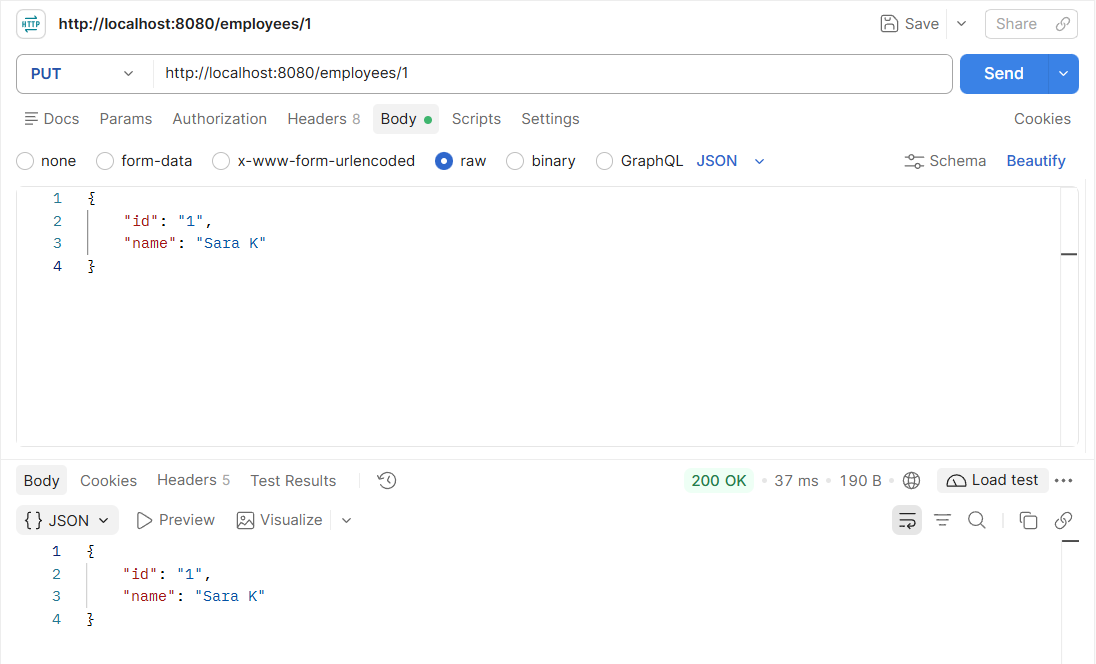 HTTP http://localhost:8080/employees/1 Save Share
PUT http://localhost:8080/employees/1 Send
Docs Params Authorization Headers 8 Body Scripts Settings Cookies
none form-data x-www-form-urlencoded raw binary GraphQL JSON Schema Beautify
1 {
2 "id": "1",
3 "name": "Sara K"
4 }
Body Cookies Headers 5 Test Results 200 OK • 37 ms • 190 B • Load test
{} JSON Preview Visualize
1 {
2 "id": "1",
3 "name": "Sara K"
4 }